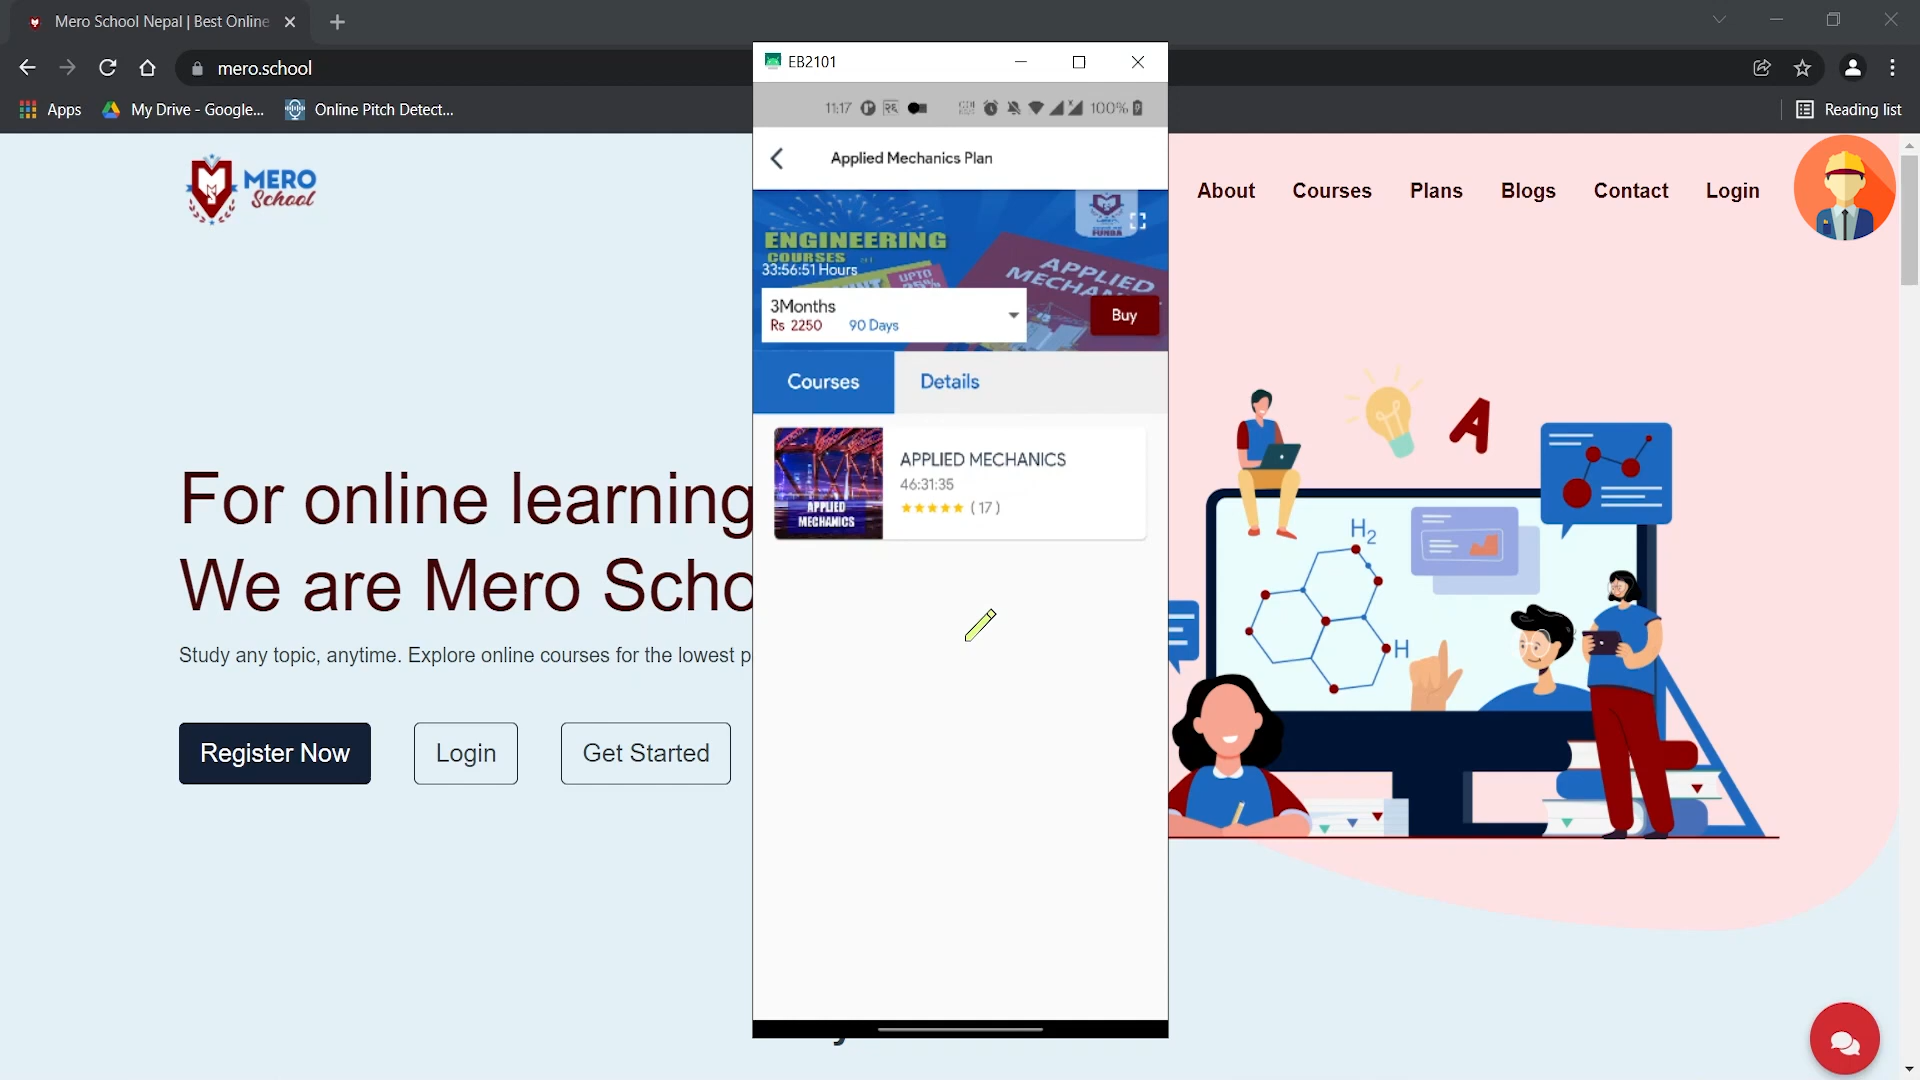 Mero School Nepal | Best Online
mero.school
Apps
My Drive - Google...
Online Pitch Detect...
Reading list
MERO
School
About
Courses
Plans
Blogs
Contact
Login
For online learning
We are Mero Scho
Study any topic, anytime. Explore online courses for the lowest p
Register Now
Login
Get Started
EB2101
11:17
100%
Applied Mechanics Plan
ENGINEERING
COURSES
33:56:51 Hours
UPTO
APPLIED
3Months
Rs 2250 90 Days
Buy
Courses
Details
APPLIED
MECHANICS
APPLIED MECHANICS
46:31:35
( 17 )
H2
H
A